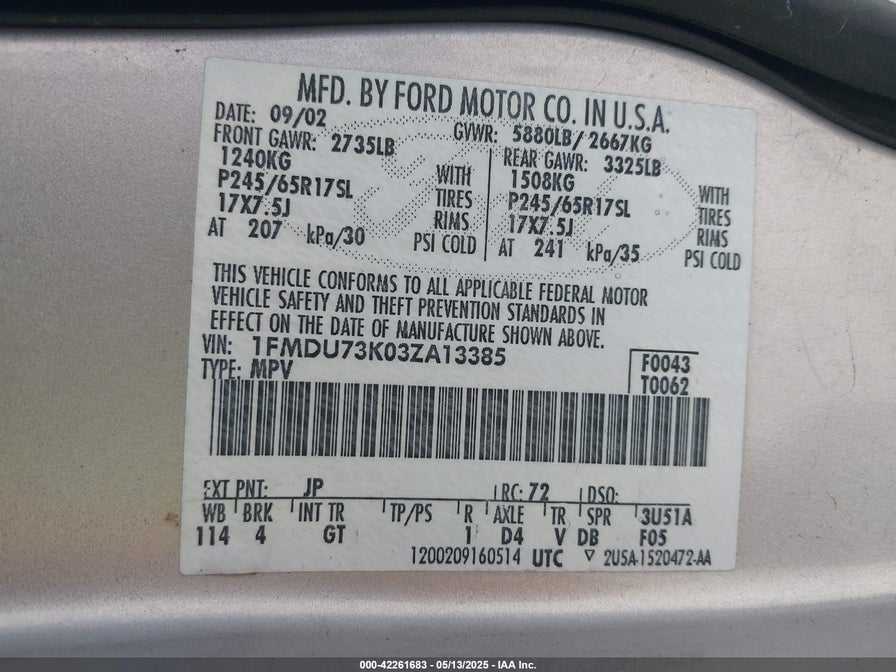 MFD. BY FORD MOTOR CO. IN U.S.A.
DATE: 09/02 GVWR: 5880LB/ 2667KG
FRONT GAWR: 2735LB REAR GAWR: 3325LB
1240KG WITH 1508KG WITH
P245/65R17SL TIRES P245/65R17SL TIRES
17X7.5J RIMS 17X7.5J RIMS
AT 207 kPa/30 PSI COLD AT 241 kPa/35 PSI COLD
THIS VEHICLE CONFORMS TO ALL APPLICABLE FEDERAL MOTOR
VEHICLE SAFETY AND THEFT PREVENTION STANDARDS IN
EFFECT ON THE DATE OF MANUFACTURE SHOWN ABOVE.
VIN: 1FMDU73K03ZA13385
TYPE: MPV
F0043
T0062
EXT PNT: JP RC: 72 DSO:
WB BRK INT TR TP/PS R AXLE TR SPR 3U51A
114 4 GT 1 D4 V DB F05
1200209160514 UTC ▽ 2U5A-1520472-AA
000-42261683 / 05/13/2025 - IAA Inc.